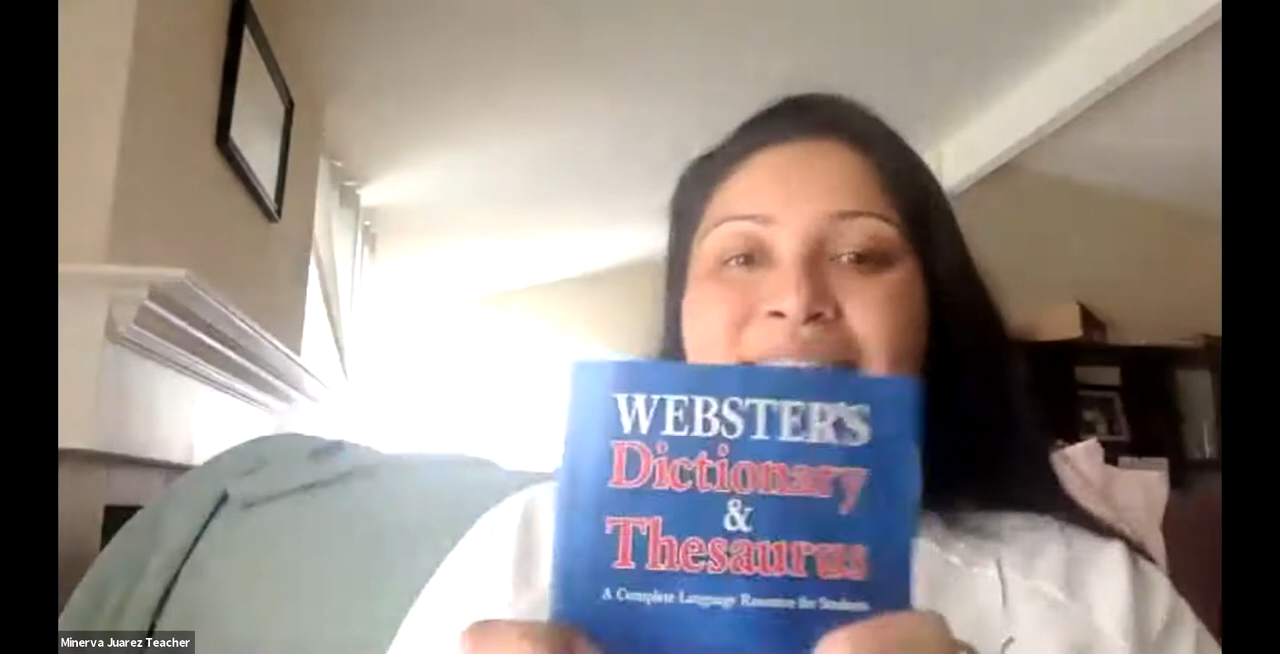 WEBSTER'S
Dictionary
&
Thesaurus
A Complete Language Resource for Students
Minerva Juarez Teacher